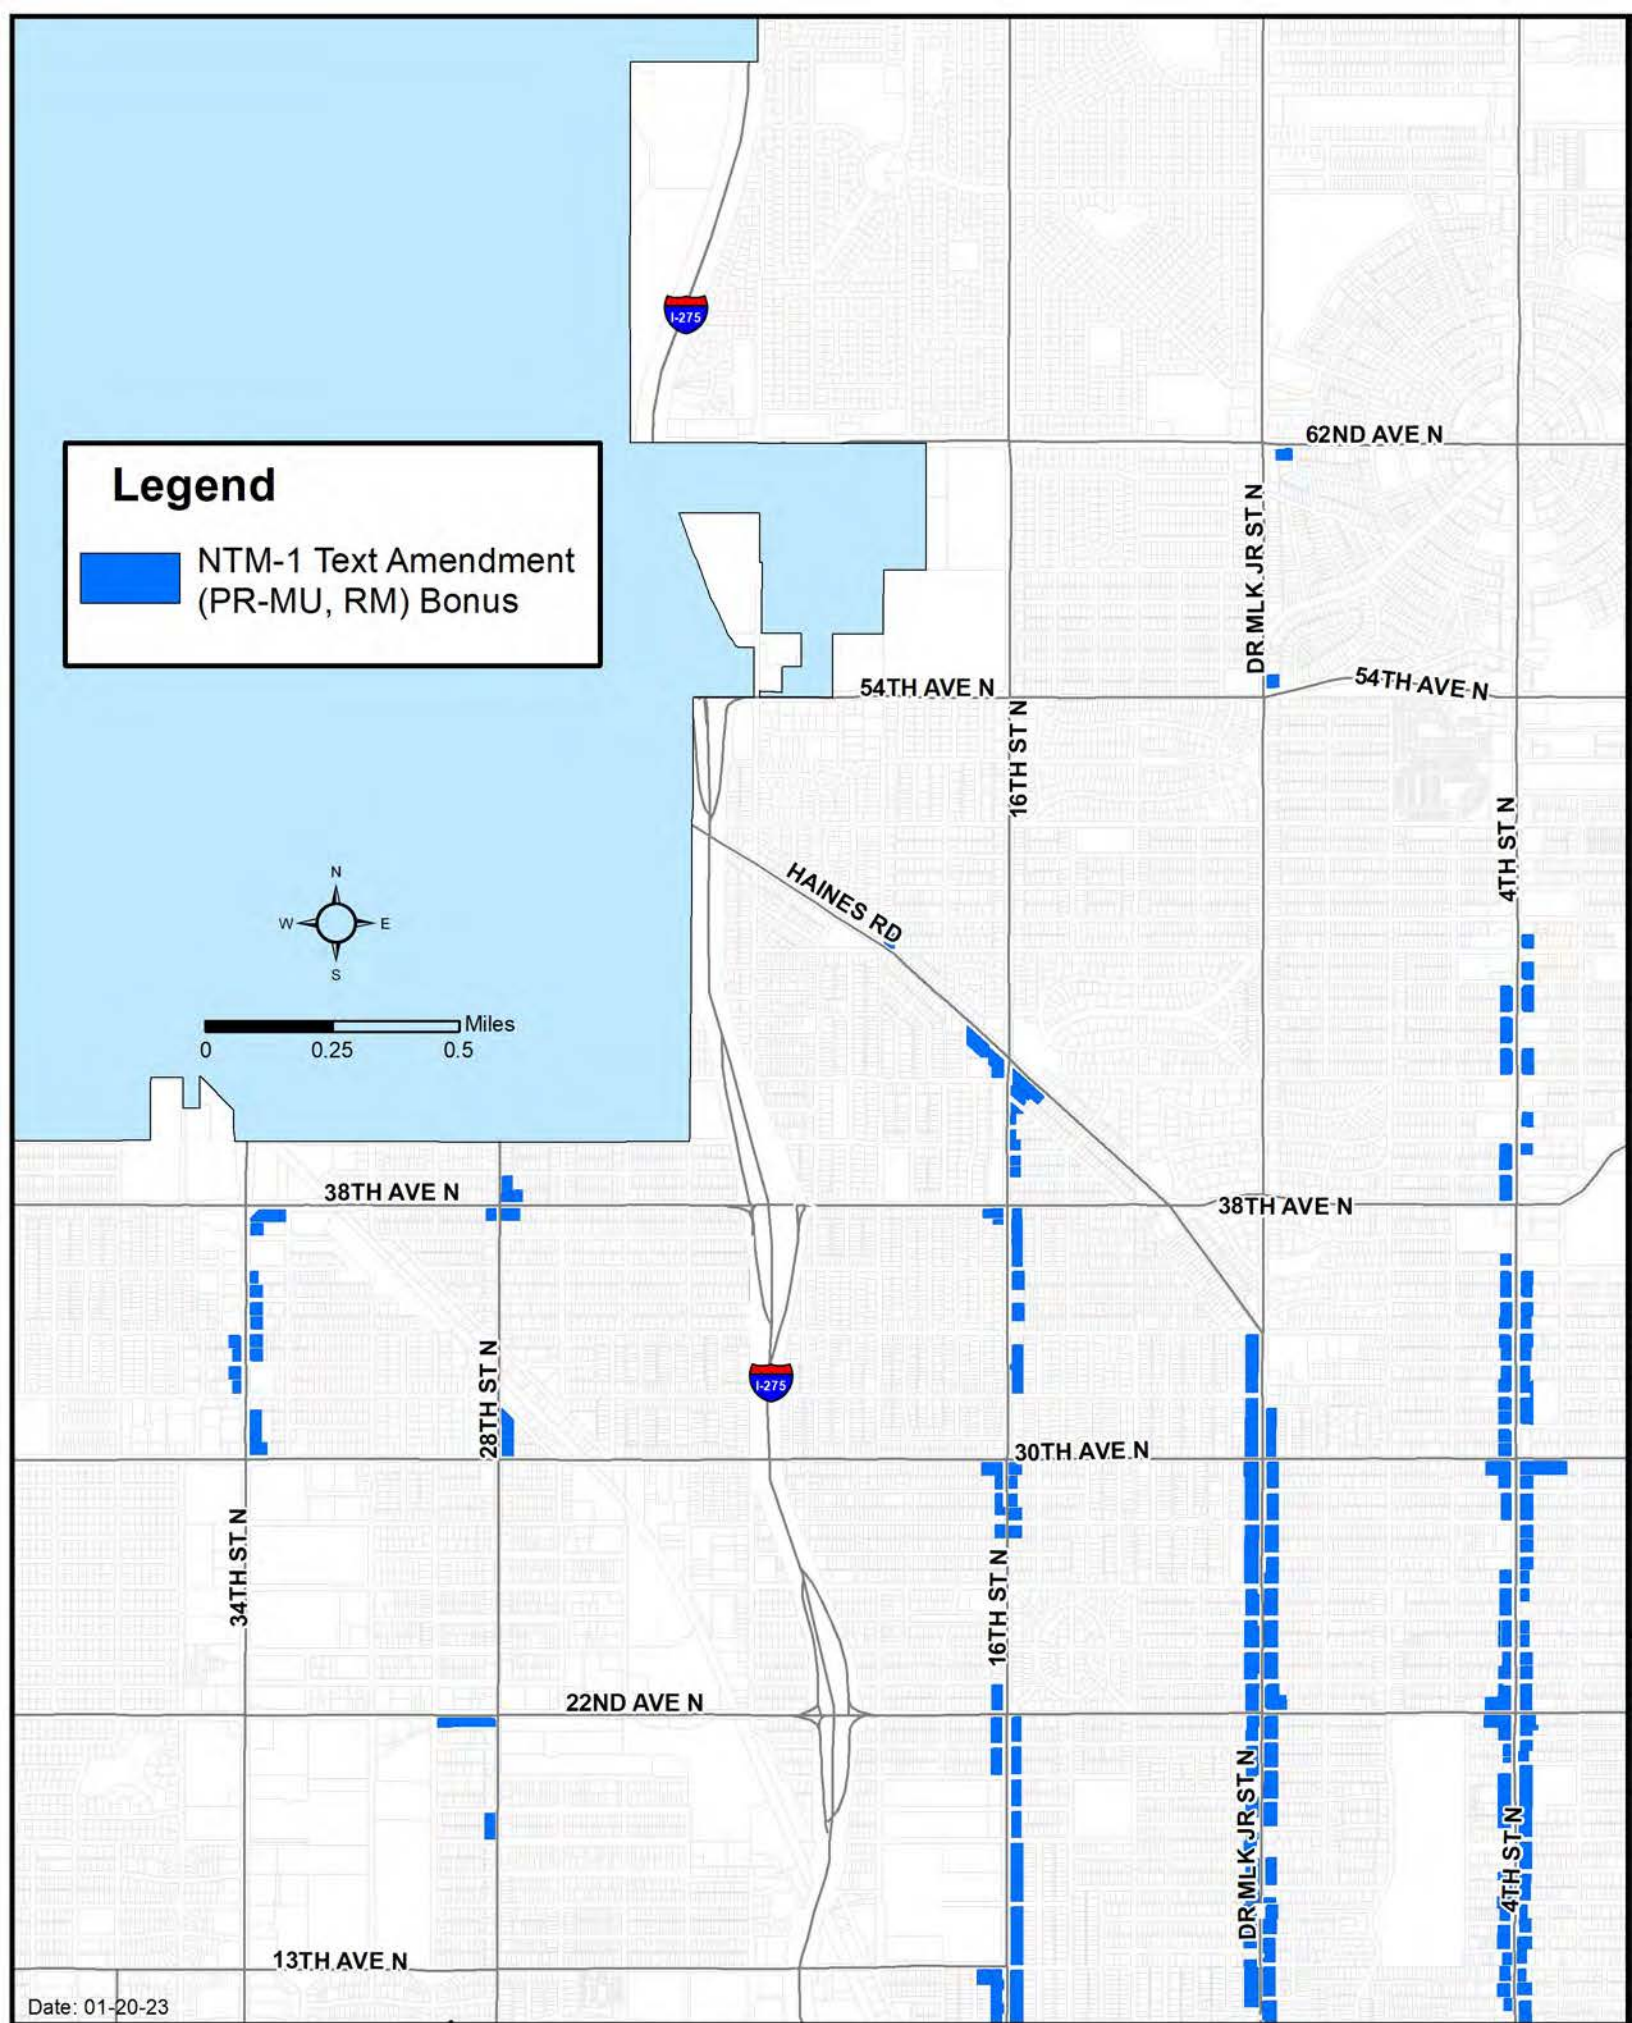 I-275
62ND AVE N
Legend
NTM-1 Text Amendment
(PR-MU, RM) Bonus
DR MLK JR ST N
54TH AVE N
54TH AVE N
16TH ST N
4TH ST N
HAINES RD
N
W
E
S
Miles
0
0.25
0.5
38TH AVE N
38TH AVE N
28TH ST N
I-275
30TH AVE N
34TH ST N
16TH ST N
22ND AVE N
DR MLK JR ST N
4TH ST N
13TH AVE N
Date: 01-20-23